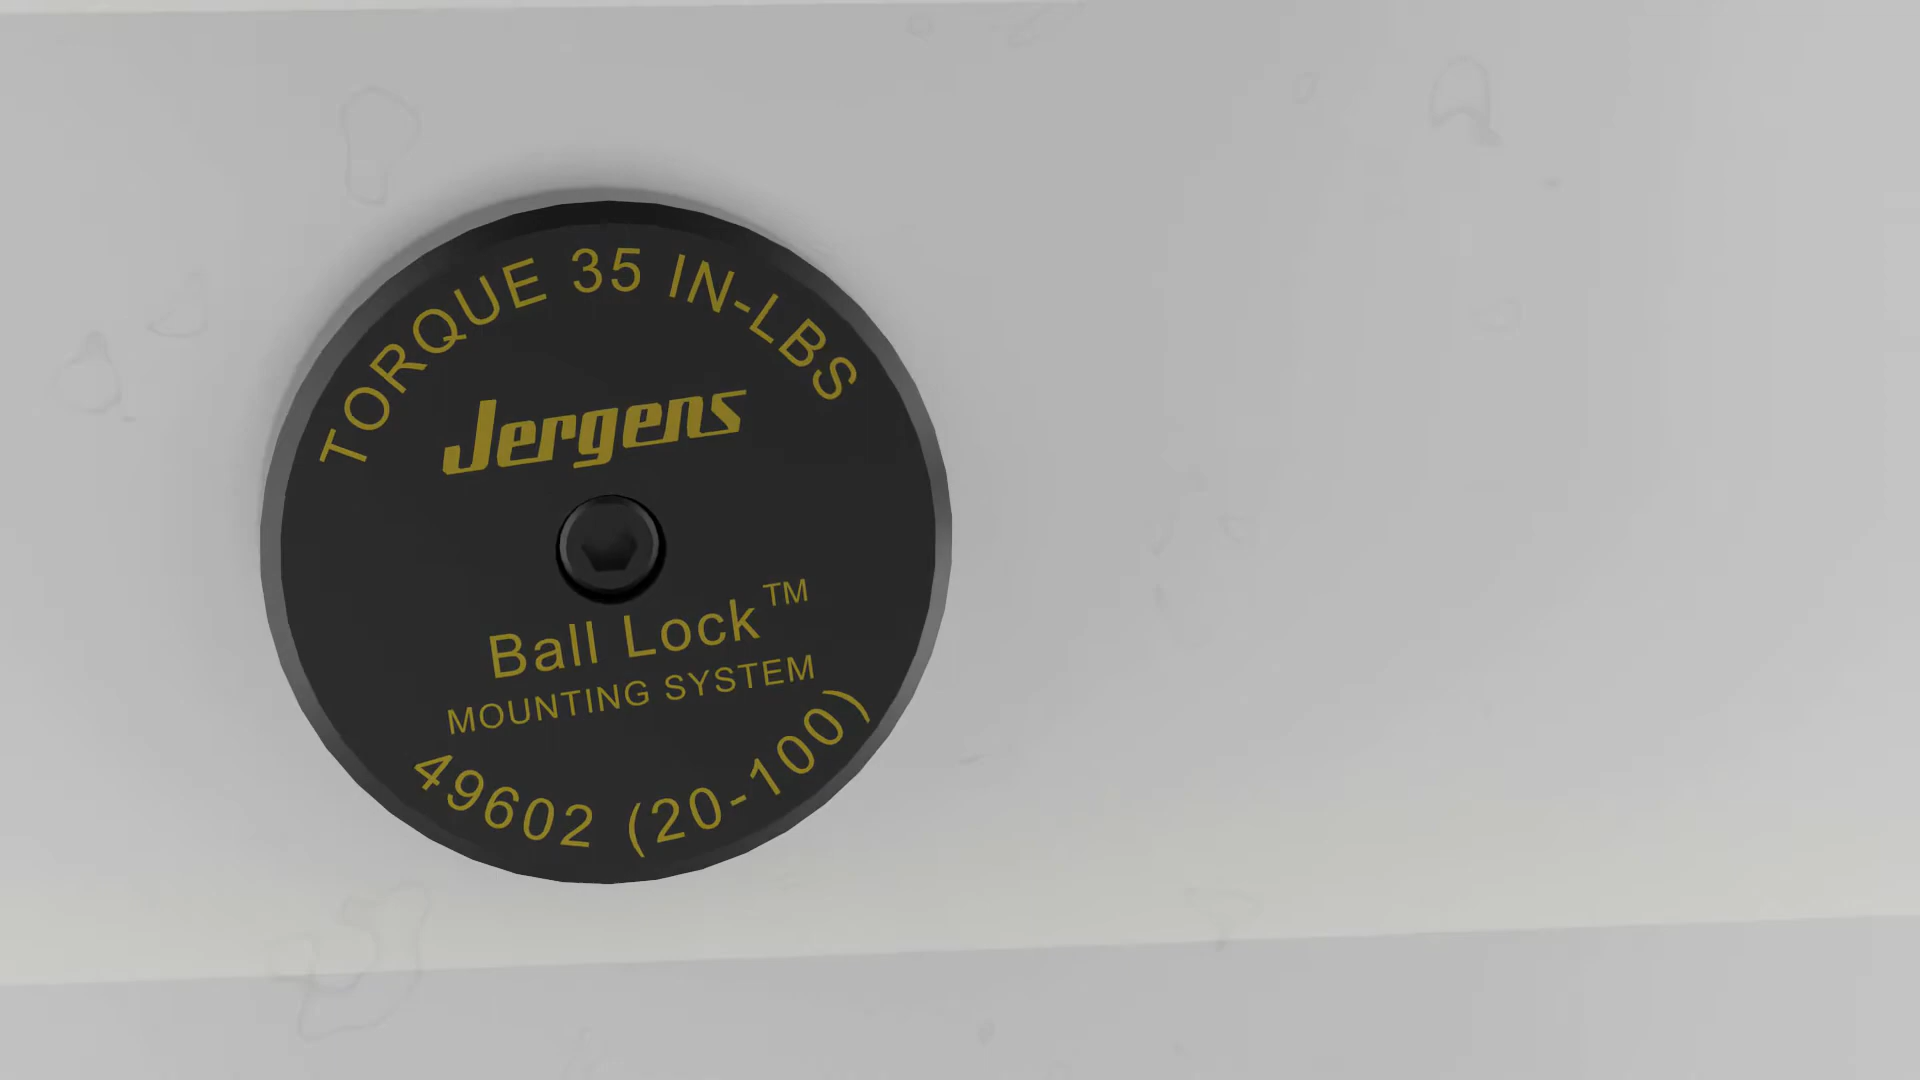 TORQUE 35 IN-LBS
Jergens
Ball Lock™
MOUNTING SYSTEM
49602 (20-100)